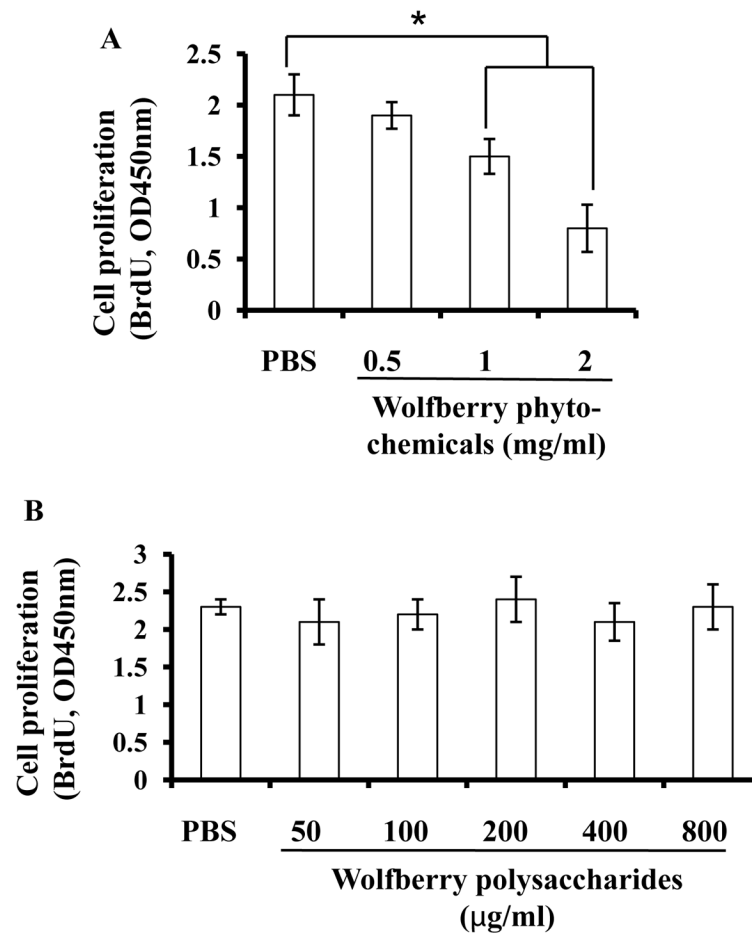 A
*
Cell proliferation
(BrdU, OD450nm)
2.5
2
1.5
1
0.5
0
PBS 0.5 1 2
Wolfberry phyto-
chemicals (mg/ml)
B
Cell proliferation
(BrdU, OD450nm)
3
2.5
2
1.5
1
0.5
0
PBS 50 100 200 400 800
Wolfberry polysaccharides
(μg/ml)